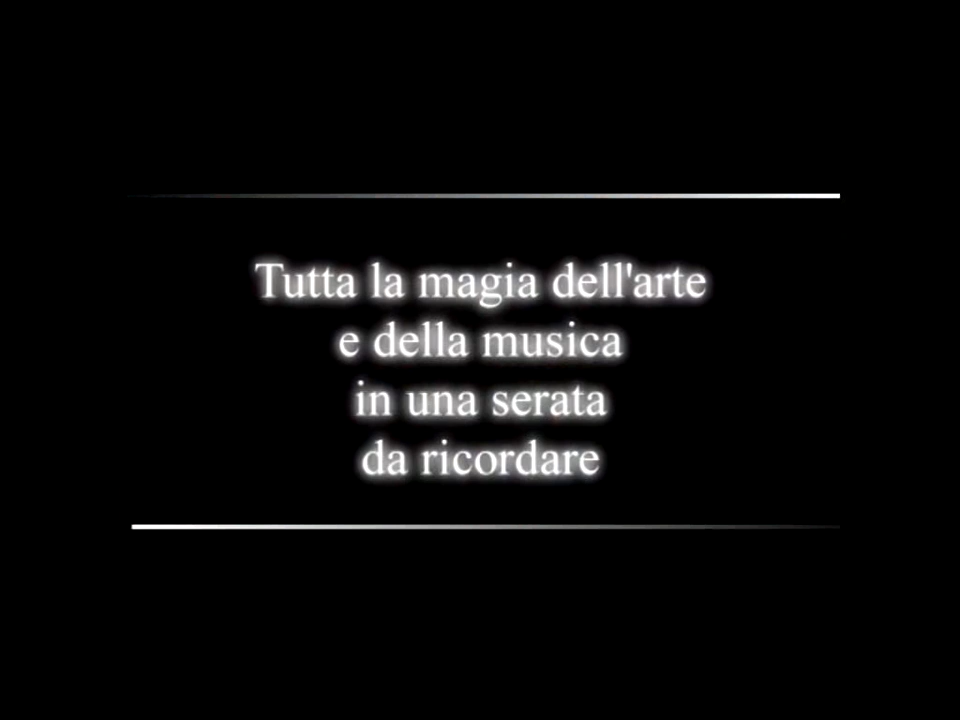 Tutta la magia dell'arte
e della musica
in una serata
da ricordare